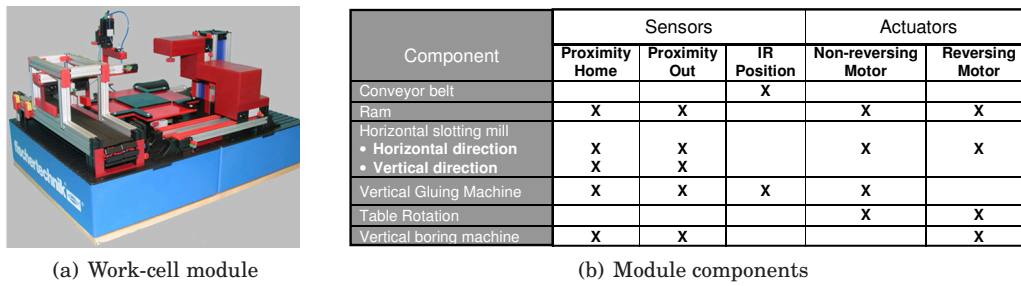 fischertechnik
Component
Sensors
Actuators
Proximity Home
Proximity Out
IR Position
Non-reversing Motor
Reversing Motor
Conveyor belt X
Ram X X X X
Horizontal slotting mill
• Horizontal direction X X X X
• Vertical direction X X
Vertical Gluing Machine X X X X
Table Rotation X X
Vertical boring machine X X X
(a) Work-cell module
(b) Module components